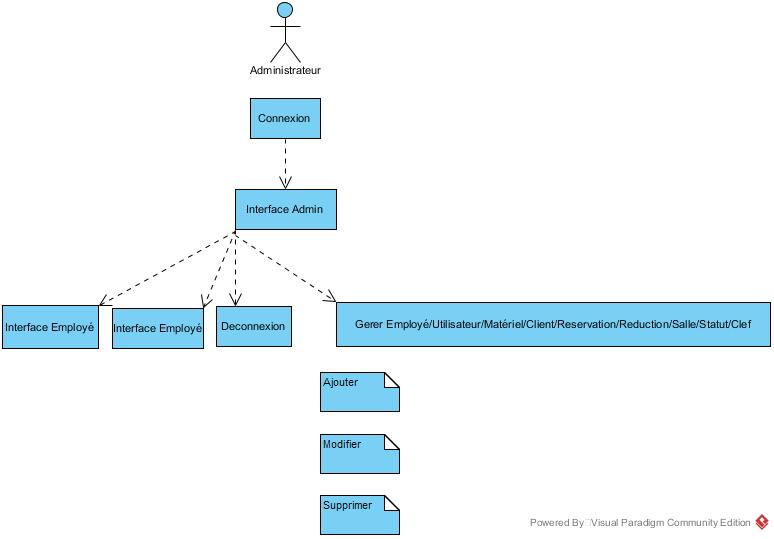 Administrateur
Connexion
Interface Admin
Interface Employé
Interface Employé
Deconnexion
Gerer Employé/Utilisateur/Matériel/Client/Reservation/Reduction/Salle/Statut/Clef
Ajouter
Modifier
Supprimer
Powered By Visual Paradigm Community Edition